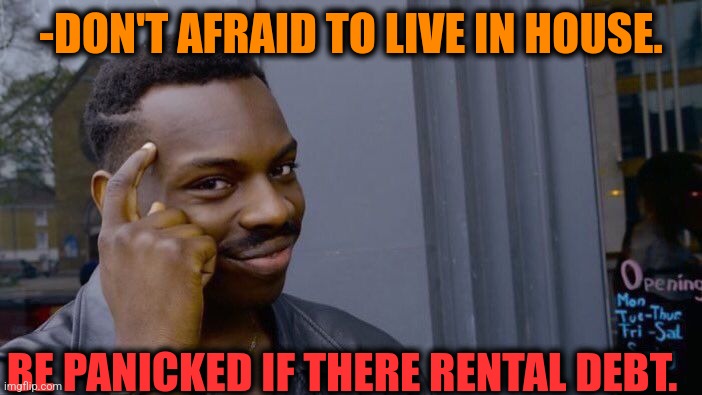 -DON'T AFRAID TO LIVE IN HOUSE.
Opening
Mon
Tue-Thur
Fri -Sat
S
BE PANICKED IF THERE RENTAL DEBT.
imgflip.com